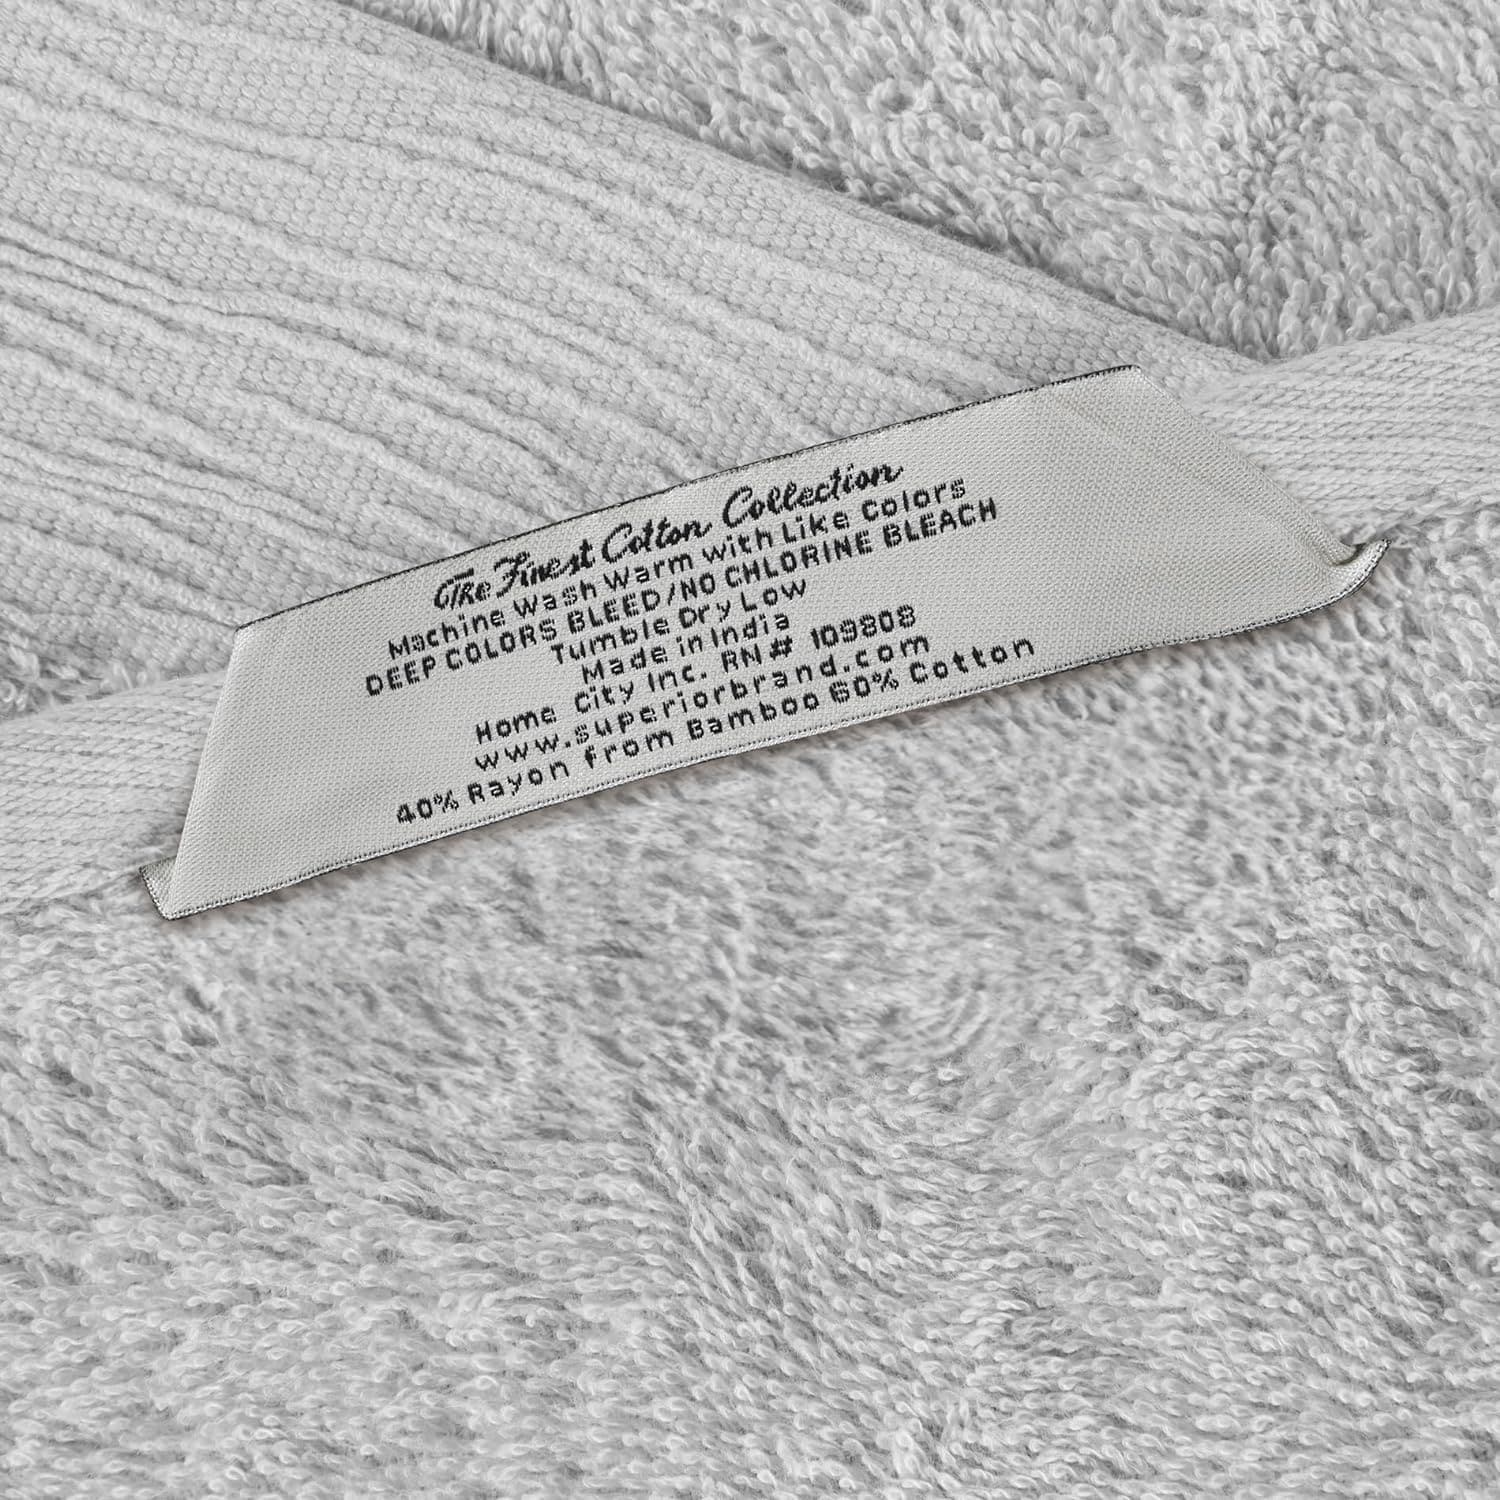 The Finest Cotton Collection
Machine Wash Warm with Like Colors
DEEP COLORS BLEED/NO CHLORINE BLEACH
Tumble Dry Low
Made in India
Home City Inc. RN# 109808
www.superiorbrand.com
40% Rayon from Bamboo 60% Cotton